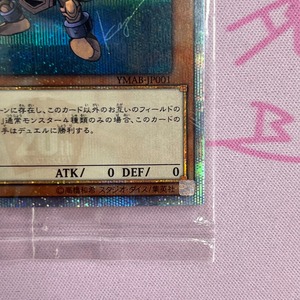 YMAB-JP001
ーンに存在し、このカード以外のお互いのフィールドの
通常モンスター4種類のみの場合、このカードの
手はデュエルに勝利する。
ATK/ 0 DEF/ 0
©高橋和希 スタジオ・ダイス/集英社